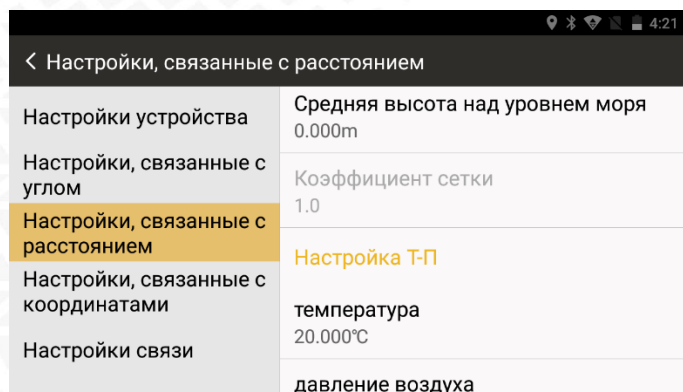 4:21
Настройки, связанные с расстоянием
Настройки устройства
Настройки, связанные с
углом
Настройки, связанные с
расстоянием
Настройки, связанные с
координатами
Настройки связи
Средняя высота над уровнем моря
0.000m
Коэффициент сетки
1.0
Настройка Т-П
температура
20.000℃
давление воздуха